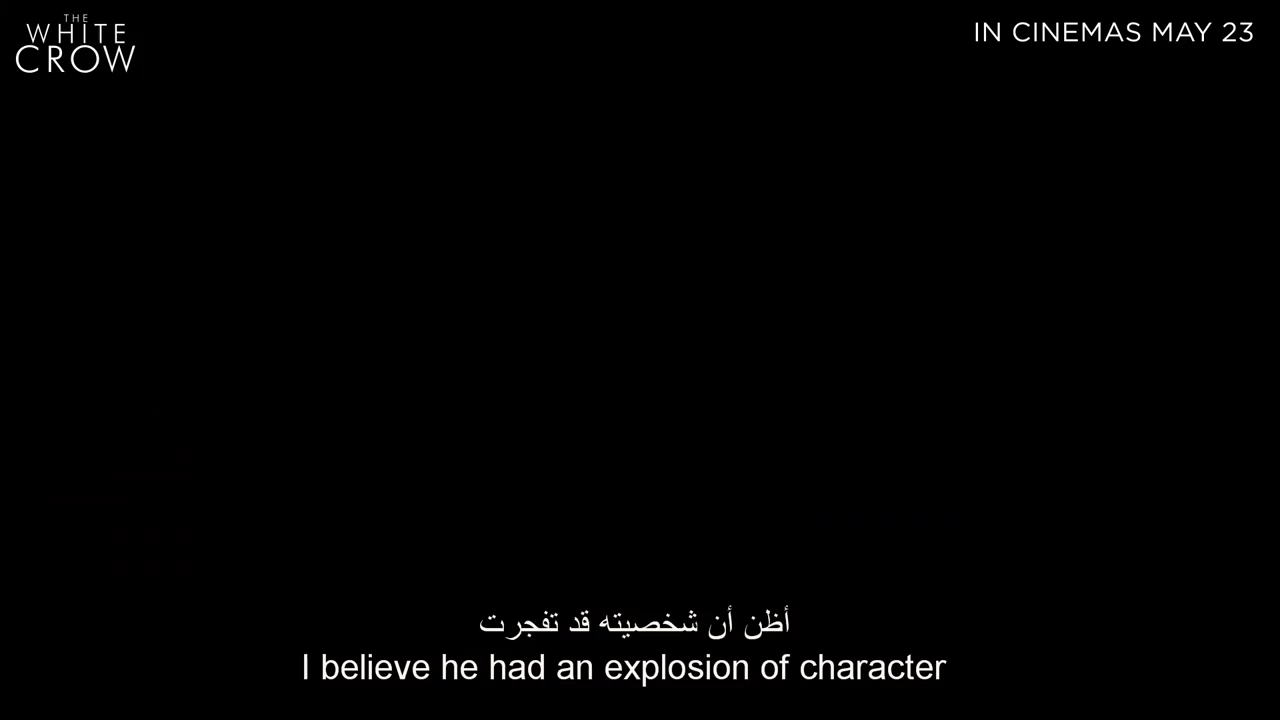 THE
WHITE
CROW
IN CINEMAS MAY 23
أظن أن شخصيته قد تفجرت
I believe he had an explosion of character